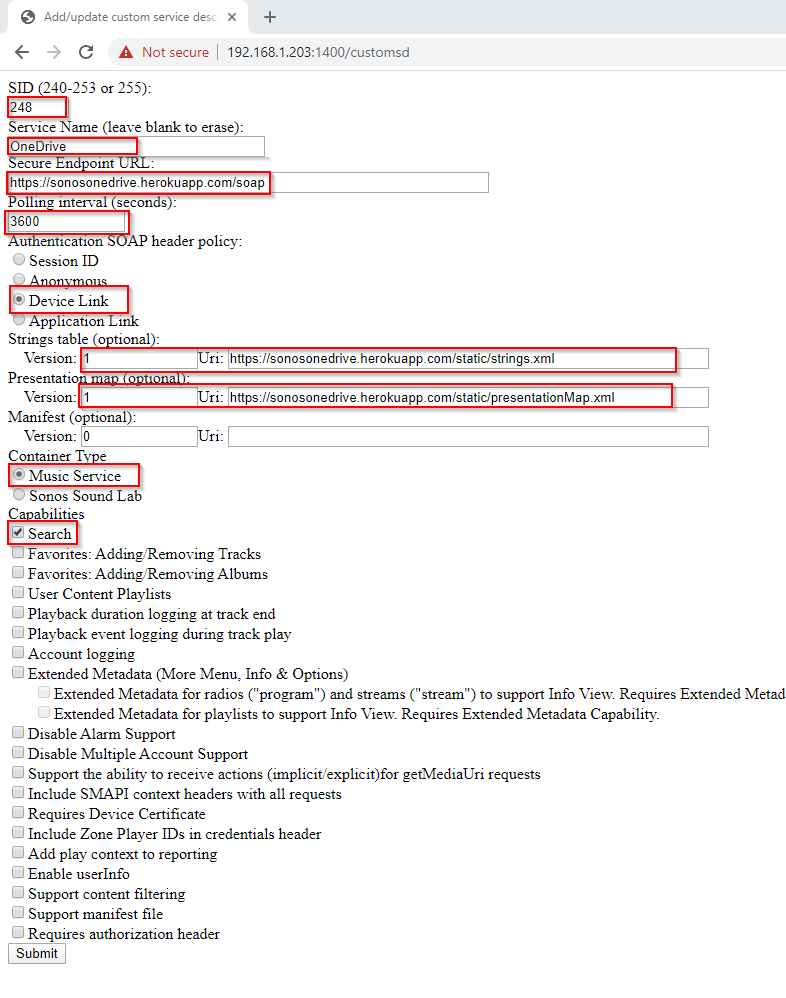 Add/update custom service desc
Not secure | 192.168.1.203:1400/customsd
SID (240-253 or 255):
248
Service Name (leave blank to erase):
OneDrive
Secure Endpoint URL:
https://sonosonedrive.herokuapp.com/soap
Polling interval (seconds):
3600
Authentication SOAP header policy:
Session ID
Anonymous
Device Link
Application Link
Strings table (optional):
Version: 1 Uri: https://sonosonedrive.herokuapp.com/static/strings.xml
Presentation map (optional):
Version: 1 Uri: https://sonosonedrive.herokuapp.com/static/presentationMap.xml
Manifest (optional):
Version: 0 Uri:
Container Type
Music Service
Sonos Sound Lab
Capabilities
Search
Favorites: Adding/Removing Tracks
Favorites: Adding/Removing Albums
User Content Playlists
Playback duration logging at track end
Playback event logging during track play
Account logging
Extended Metadata (More Menu, Info & Options)
Extended Metadata for radios ("program") and streams ("stream") to support Info View. Requires Extended Metad
Extended Metadata for playlists to support Info View. Requires Extended Metadata Capability.
Disable Alarm Support
Disable Multiple Account Support
Support the ability to receive actions (implicit/explicit)for getMediaUri requests
Include SMAPI context headers with all requests
Requires Device Certificate
Include Zone Player IDs in credentials header
Add play context to reporting
Enable userInfo
Support content filtering
Support manifest file
Requires authorization header
Submit